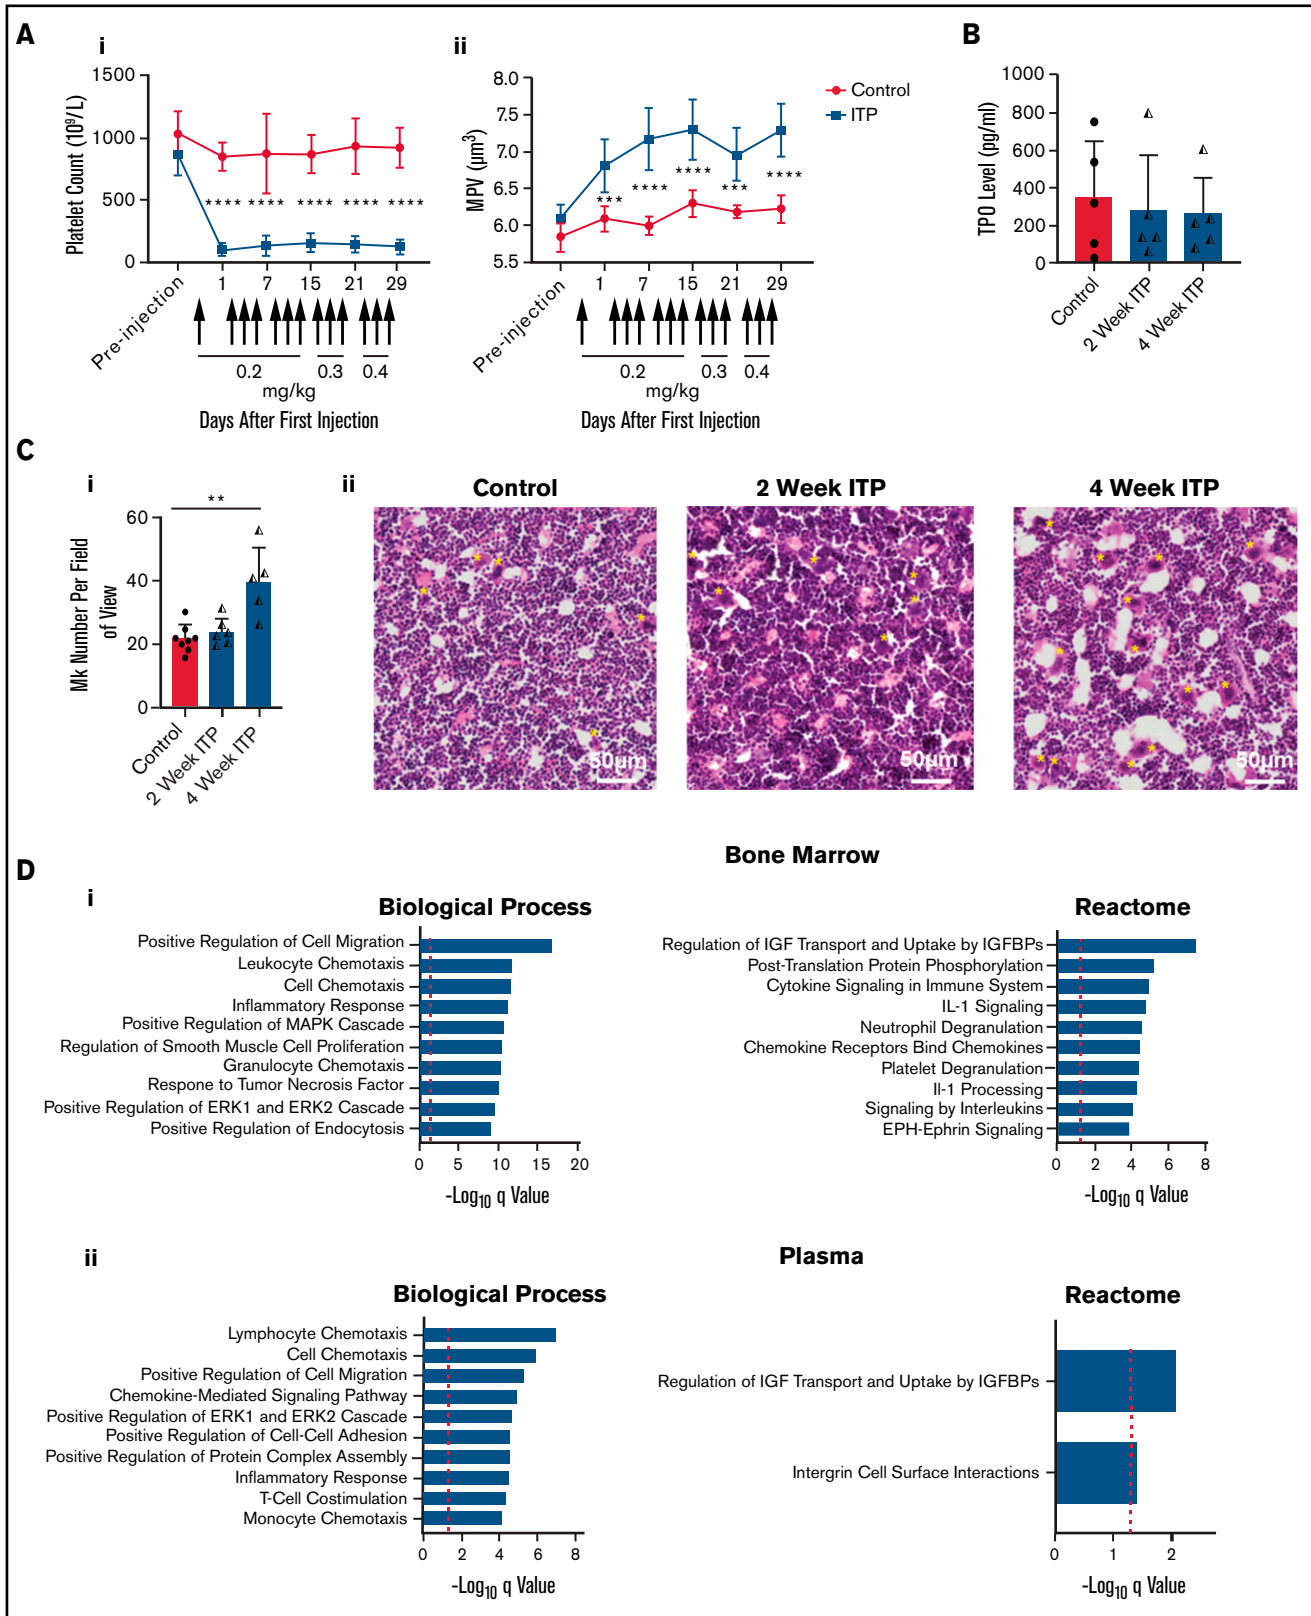 A
i
Platelet Count (10⁹/L)
1500
1000
500
0
**** **** **** **** ****
Pre-injection
1
7
15
21
29
0.2
0.3
0.4
mg/kg
Days After First Injection
ii
MPV (µm³)
8.0
7.5
7.0
6.5
6.0
5.5
***
****
****
***
****
Control
ITP
Pre-injection
1
7
15
21
29
0.2
0.3
0.4
mg/kg
Days After First Injection
B
TPO Level (pg/ml)
1000
800
600
400
200
0
Control
2 Week ITP
4 Week ITP
C
i
**
Mk Number Per Field
of View
60
40
20
0
Control
2 Week ITP
4 Week ITP
ii
Control
2 Week ITP
4 Week ITP
50µm
50µm
50µm
D
Bone Marrow
i
Biological Process
Positive Regulation of Cell Migration
Leukocyte Chemotaxis
Cell Chemotaxis
Inflammatory Response
Positive Regulation of MAPK Cascade
Regulation of Smooth Muscle Cell Proliferation
Granulocyte Chemotaxis
Respone to Tumor Necrosis Factor
Positive Regulation of ERK1 and ERK2 Cascade
Positive Regulation of Endocytosis
0 5 10 15 20
-Log₁₀ q Value
Reactome
Regulation of IGF Transport and Uptake by IGFBPs
Post-Translation Protein Phosphorylation
Cytokine Signaling in Immune System
IL-1 Signaling
Neutrophil Degranulation
Chemokine Receptors Bind Chemokines
Platelet Degranulation
Il-1 Processing
Signaling by Interleukins
EPH-Ephrin Signaling
0 2 4 6 8
-Log₁₀ q Value
Plasma
ii
Biological Process
Lymphocyte Chemotaxis
Cell Chemotaxis
Positive Regulation of Cell Migration
Chemokine-Mediated Signaling Pathway
Positive Regulation of ERK1 and ERK2 Cascade
Positive Regulation of Cell-Cell Adhesion
Positive Regulation of Protein Complex Assembly
Inflammatory Response
T-Cell Costimulation
Monocyte Chemotaxis
0 2 4 6 8
-Log₁₀ q Value
Reactome
Regulation of IGF Transport and Uptake by IGFBPs
Intergrin Cell Surface Interactions
0 1 2
-Log₁₀ q Value